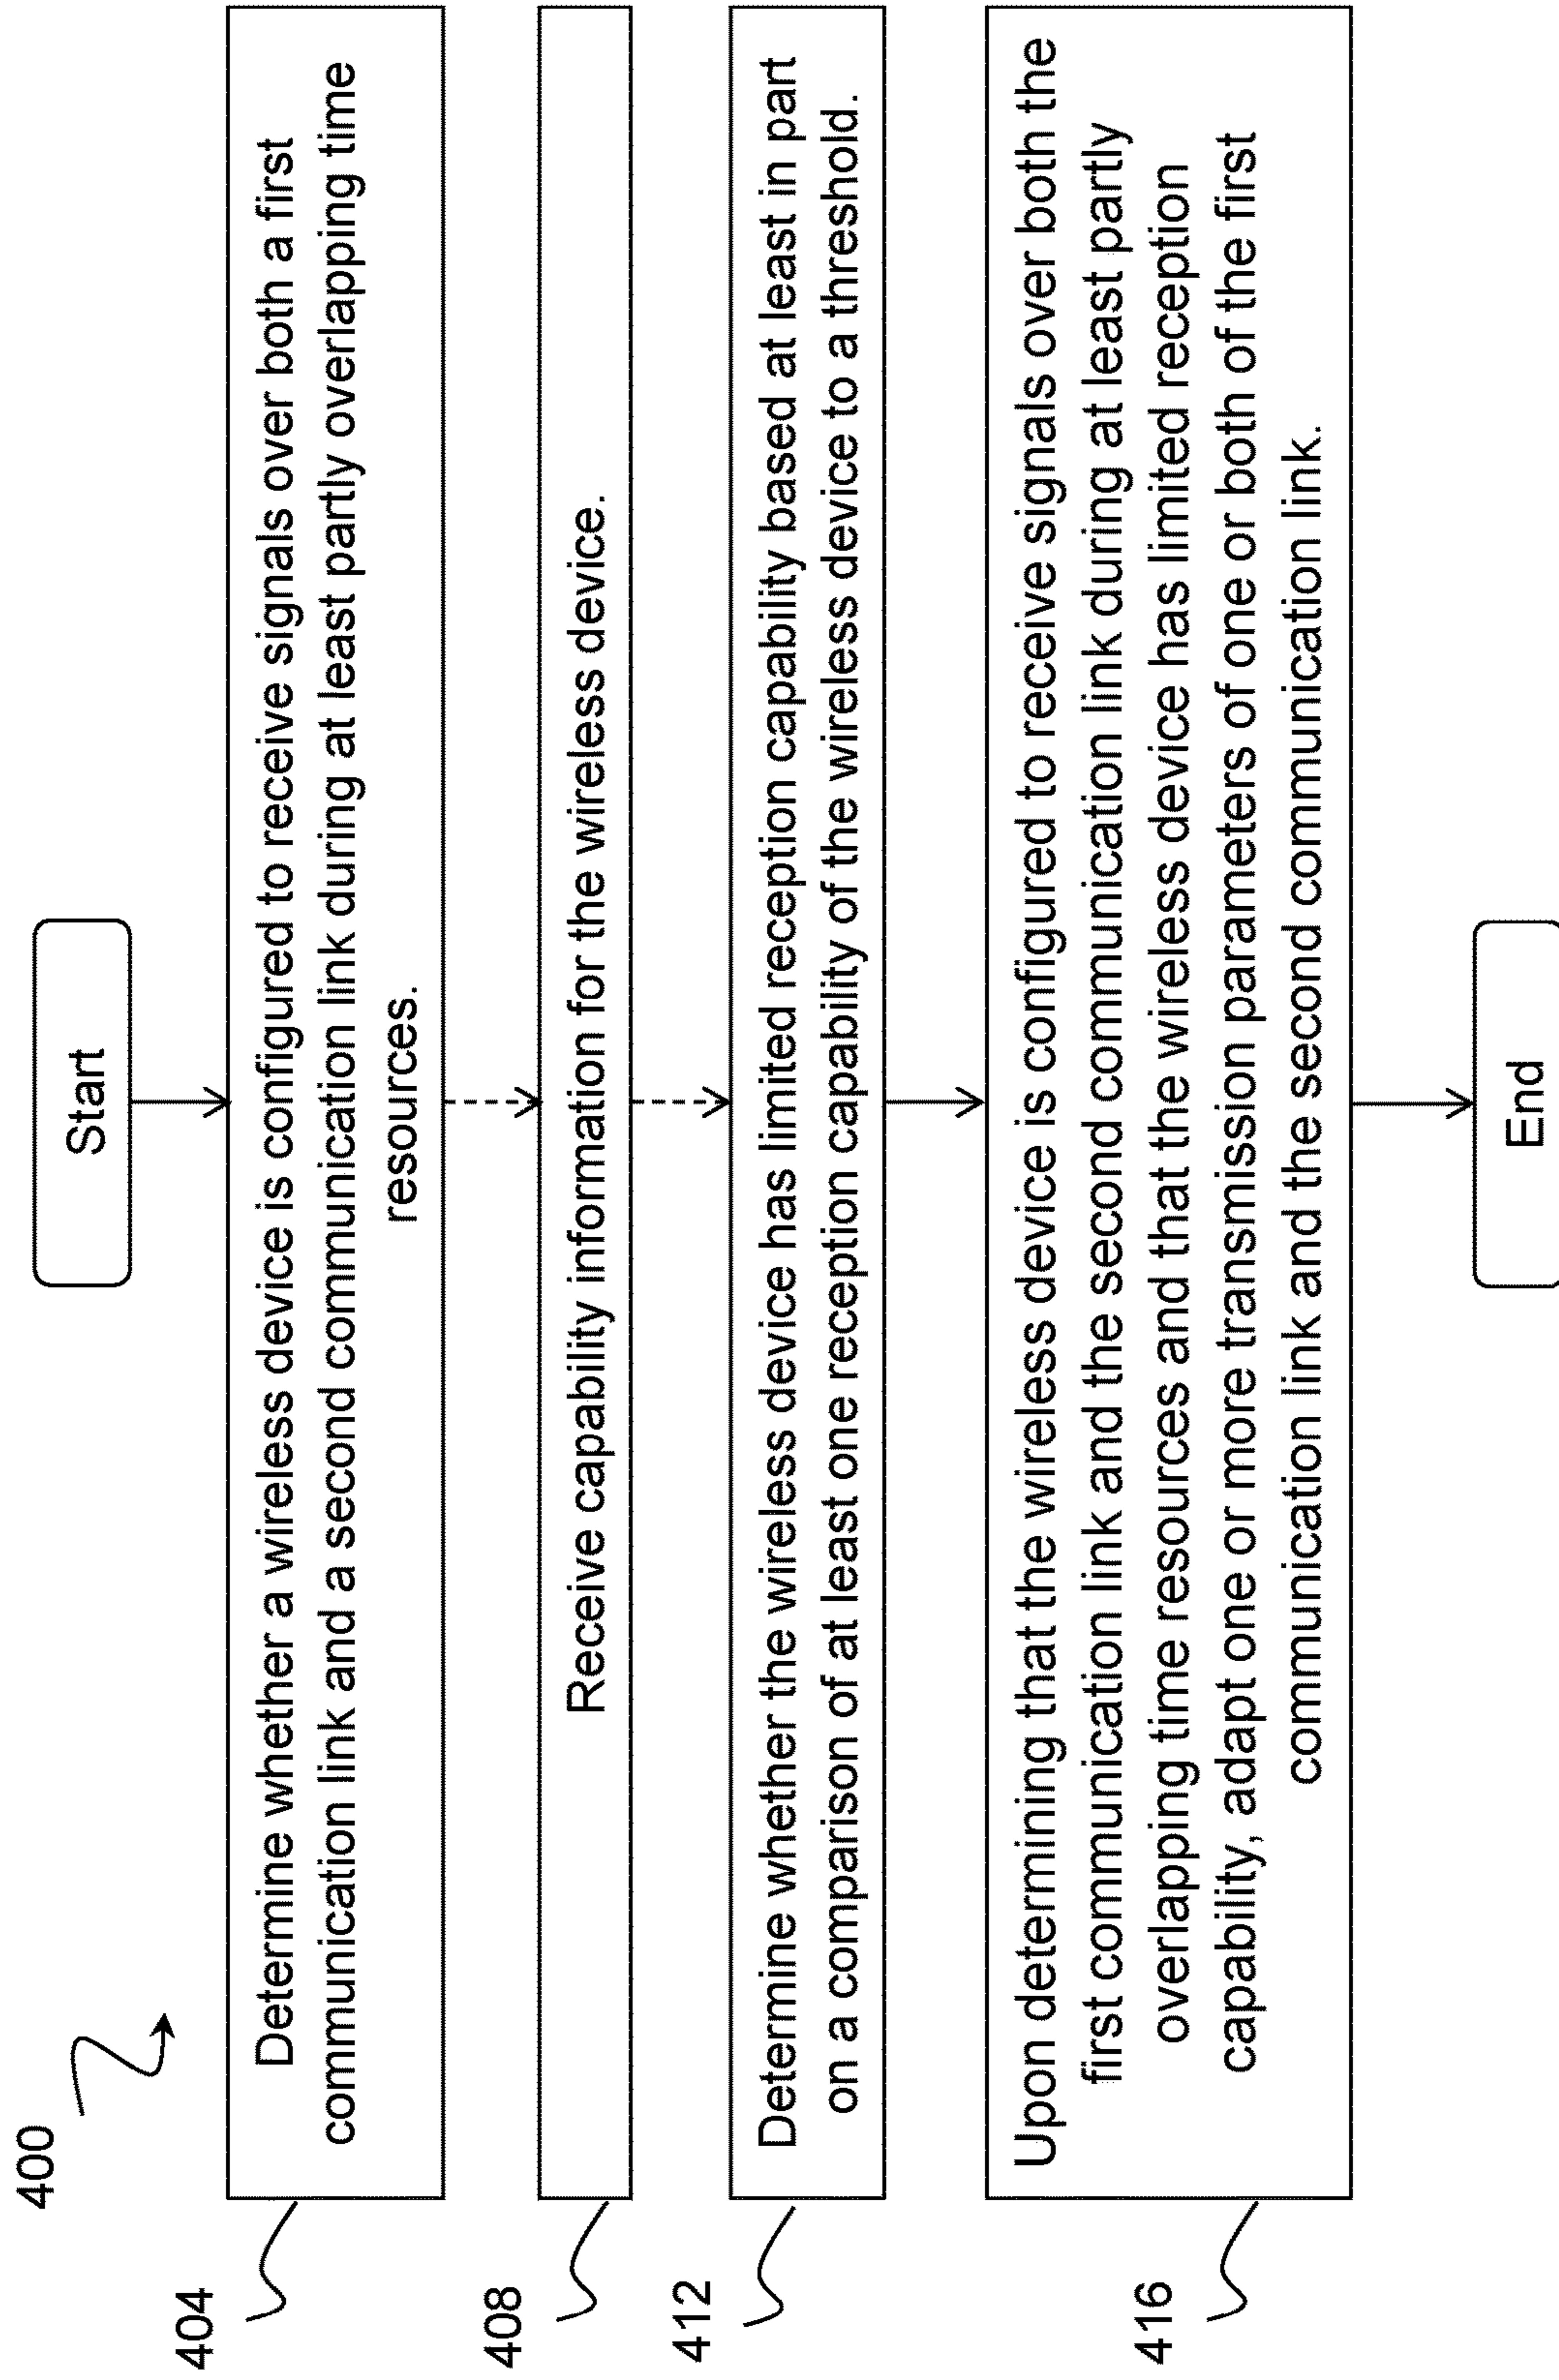 400
Start
404
Determine whether a wireless device is configured to receive signals over both a first
communication link and a second communication link during at least partly overlapping time
resources.
408
Receive capability information for the wireless device.
412
Determine whether the wireless device has limited reception capability based at least in part
on a comparison of at least one reception capability of the wireless device to a threshold.
416
Upon determining that the wireless device is configured to receive signals over both the
first communication link and the second communication link during at least partly
overlapping time resources and that the wireless device has limited reception
capability, adapt one or more transmission parameters of one or both of the first
communication link and the second communication link.
End